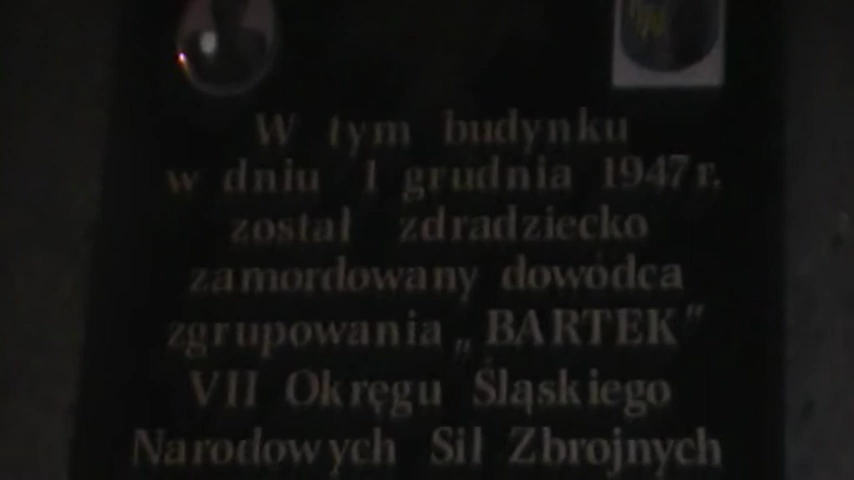 W tym budynku
w dniu 1 grudnia 1947 r.
został zdradziecko
zamordowany dowódca
zgrupowania „BARTEK”
VII Okręgu Śląskiego
Narodowych Sił Zbrojnych